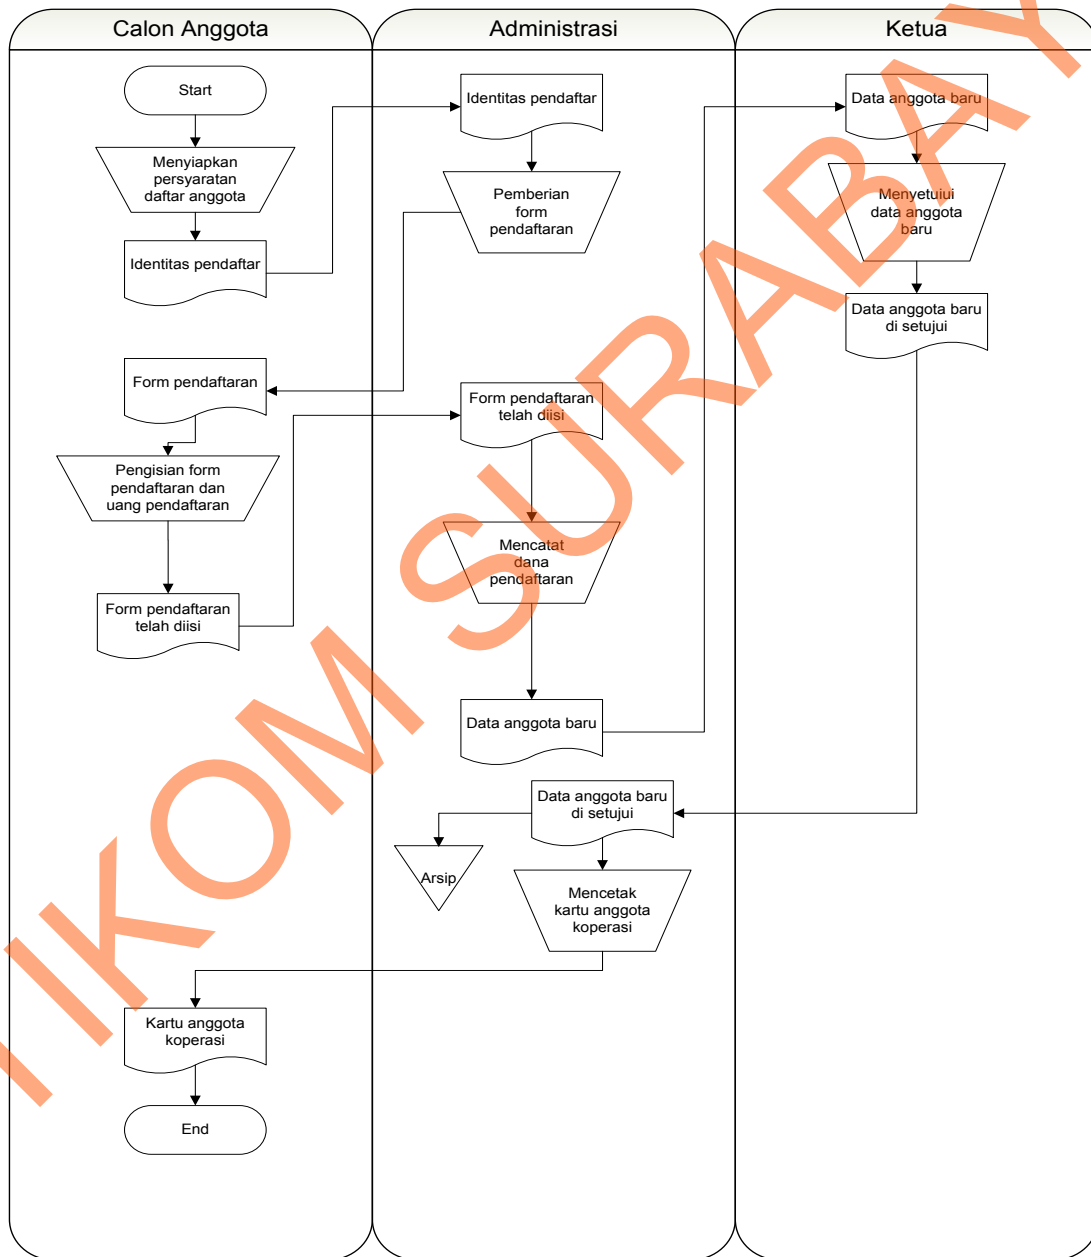 Calon Anggota
Administrasi
Ketua
Start
Menyiapkan
persyaratan
daftar anggota
Identitas pendaftar
Identitas pendaftar
Pemberian
form
pendaftaran
Form pendaftaran
Pengisian form
pendaftaran dan
uang pendaftaran
Form pendaftaran
telah diisi
Form pendaftaran
telah diisi
Mencatat
dana
pendaftaran
Data anggota baru
Data anggota baru
Menyetuiui
data anggota
baru
Data anggota baru
di setujui
Data anggota baru
di setujui
Arsip
Mencetak
kartu anggota
koperasi
Kartu anggota
koperasi
End
TIKOM SURABAY